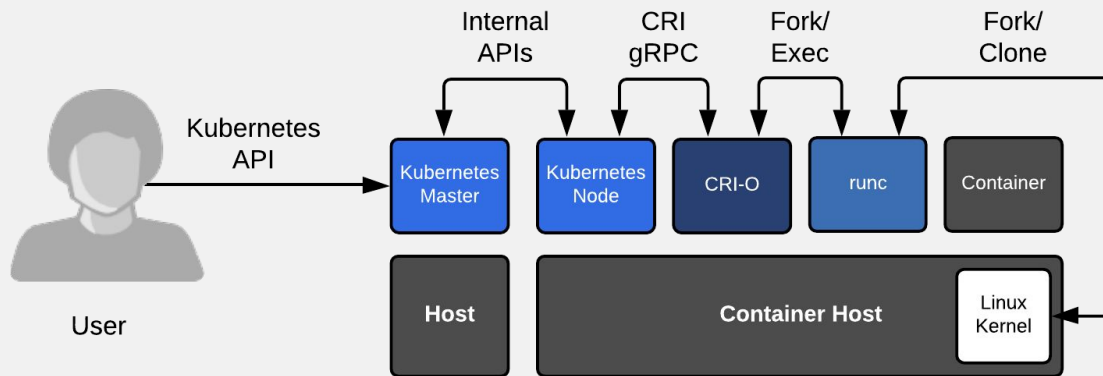 Internal
APIs
CRI
gRPC
Fork/
Exec
Fork/
Clone
Kubernetes
API
Kubernetes
Master
Kubernetes
Node
CRI-O
runc
Container
Host
Container Host
Linux
Kernel
User